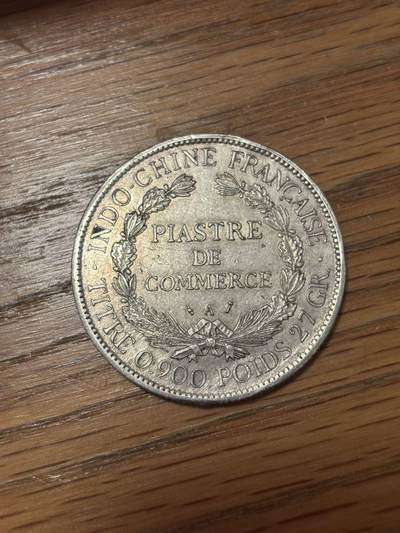 INDO-CHINE FRANÇAISE
PIASTRE
DE
COMMERCE
A
TITRE 0,900 POIDS 27 GR.